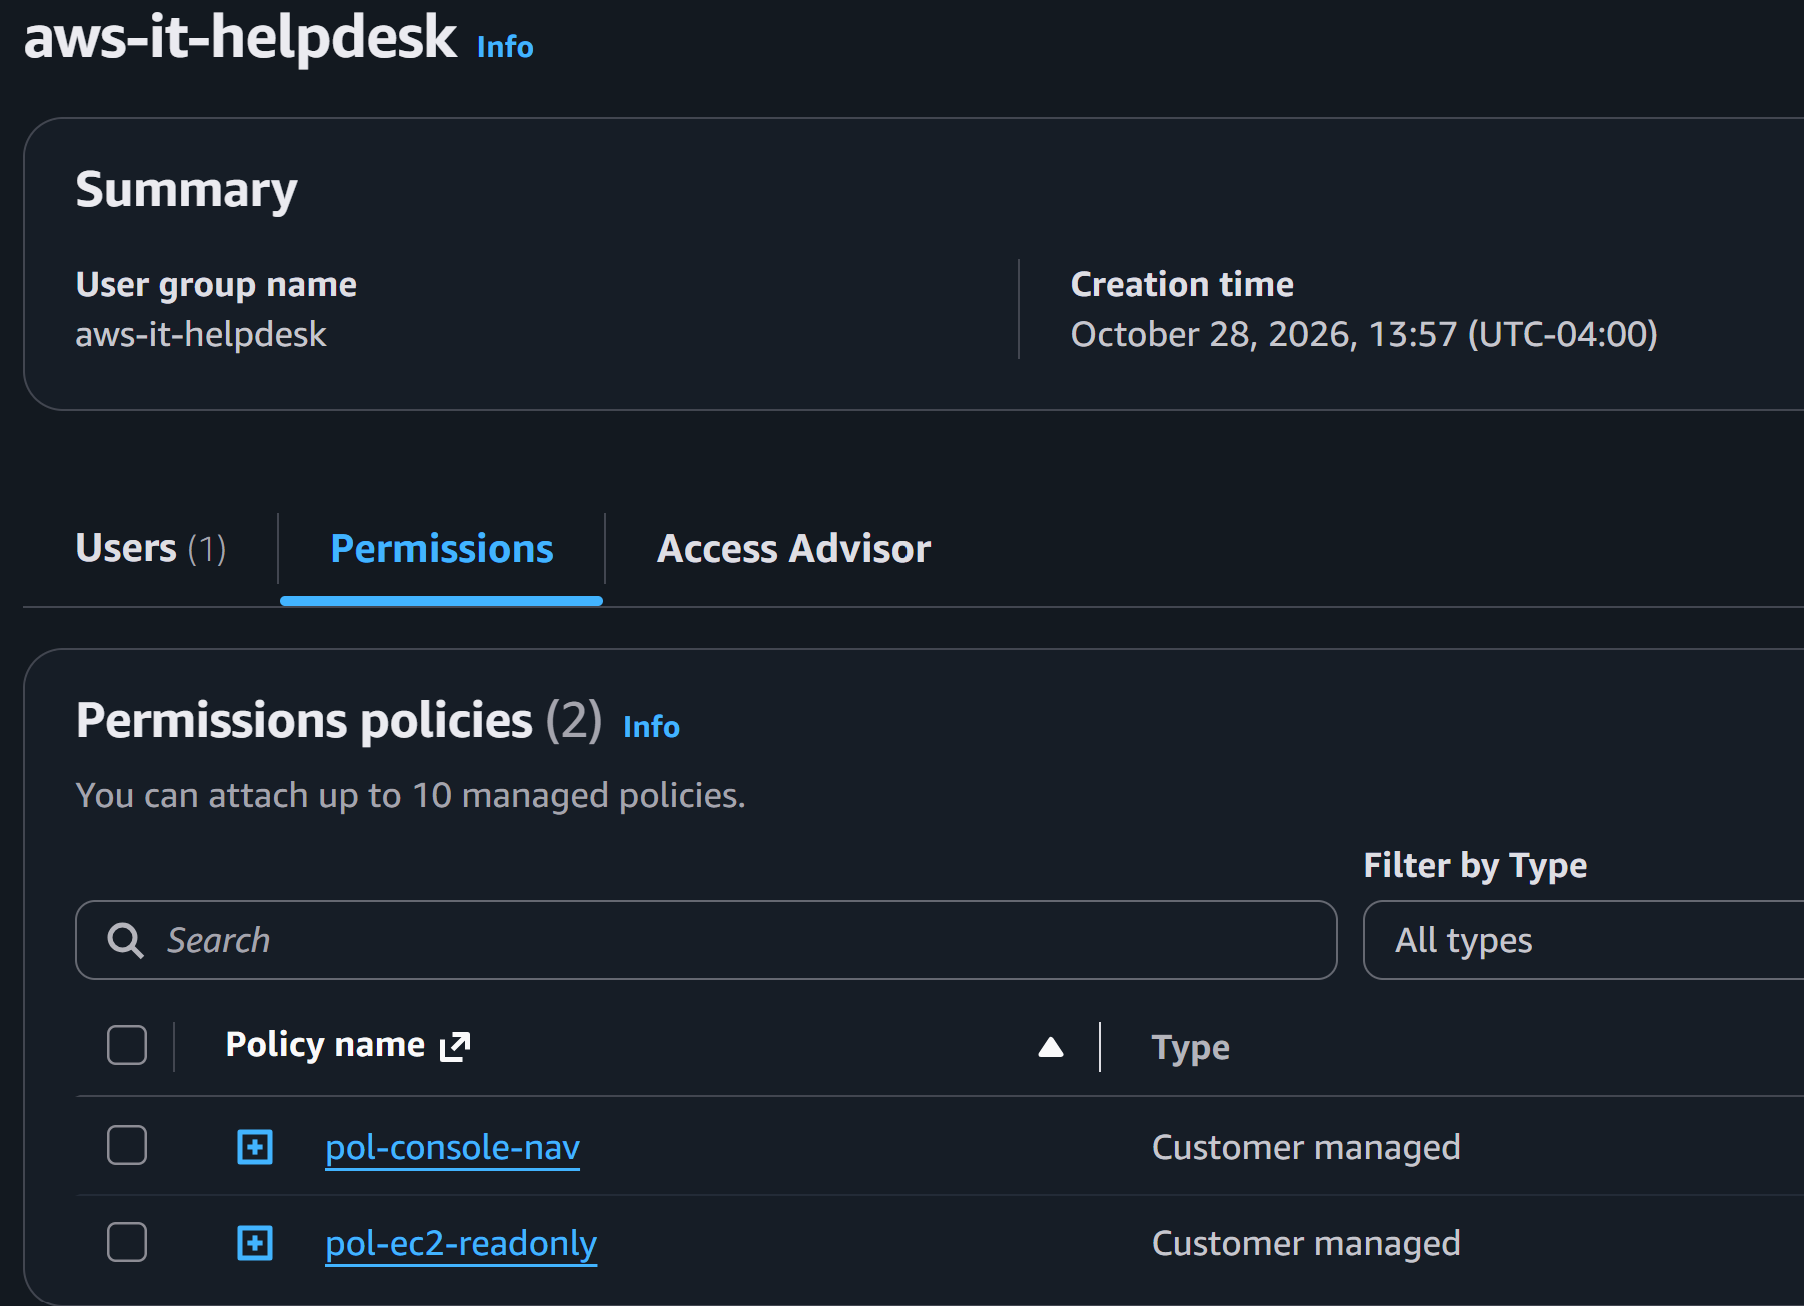 aws-it-helpdesk Info
Summary
User group name
aws-it-helpdesk
Creation time
October 28, 2026, 13:57 (UTC-04:00)
Users (1)
Permissions
Access Advisor
Permissions policies (2) Info
You can attach up to 10 managed policies.
Filter by Type
Search
All types
Policy name
Type
pol-console-nav
Customer managed
pol-ec2-readonly
Customer managed